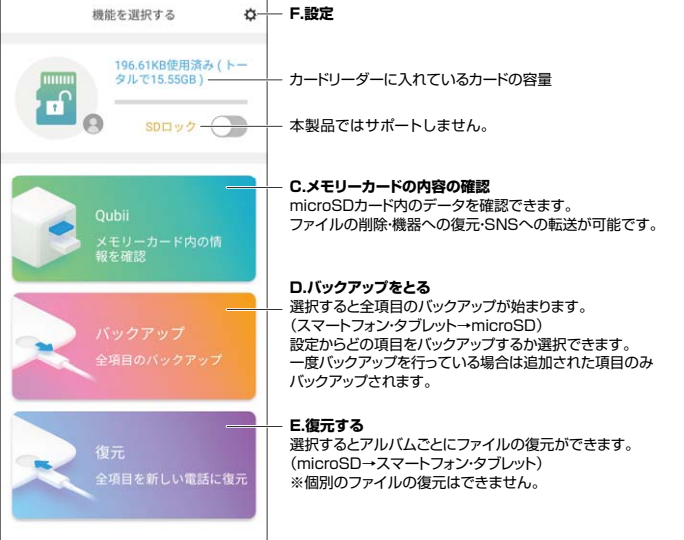 機能を選択する
F.設定
196.61KB使用済み ( トー
タルで15.55GB )
カードリーダーに入れているカードの容量
SDロック
本製品ではサポートしません。
C.メモリーカードの内容の確認
microSDカード内のデータを確認できます。
ファイルの削除・機器への復元・SNSへの転送が可能です。
Qubii
メモリーカード内の情
報を確認
D.バックアップをとる
選択すると全項目のバックアップが始まります。
（スマートフォン・タブレット→microSD）
設定からどの項目をバックアップするか選択できます。
一度バックアップを行っている場合は追加された項目のみ
バックアップされます。
バックアップ
全項目のバックアップ
E.復元する
選択するとアルバムごとにファイルの復元ができます。
（microSD→スマートフォン・タブレット）
※個別のファイルの復元はできません。
復元
全項目を新しい電話に復元